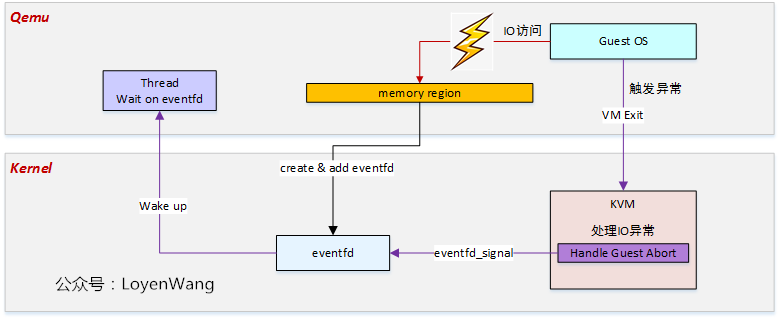 Qemu
IO访问
Guest OS
Thread
Wait on eventfd
memory region
触发异常
VM Exit
Kernel
create & add eventfd
Wake up
KVM
处理IO异常
eventfd
eventfd_signal
Handle Guest Abort
公众号：LoyenWang